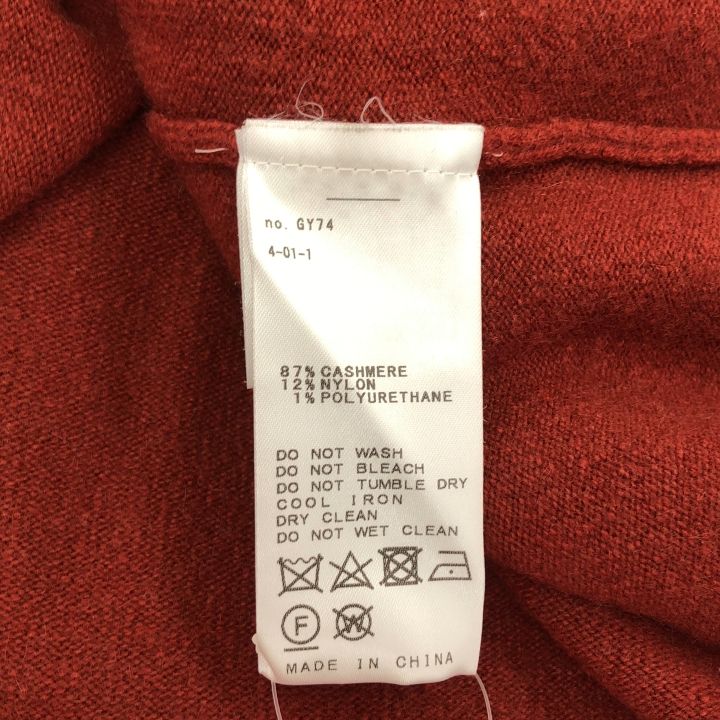 no. GY74
4-01-1
87% CASHMERE
12% NYLON
1% POLYURETHANE
DO NOT WASH
DO NOT BLEACH
DO NOT TUMBLE DRY
COOL IRON
DRY CLEAN
DO NOT WET CLEAN
F W
MADE IN CHINA